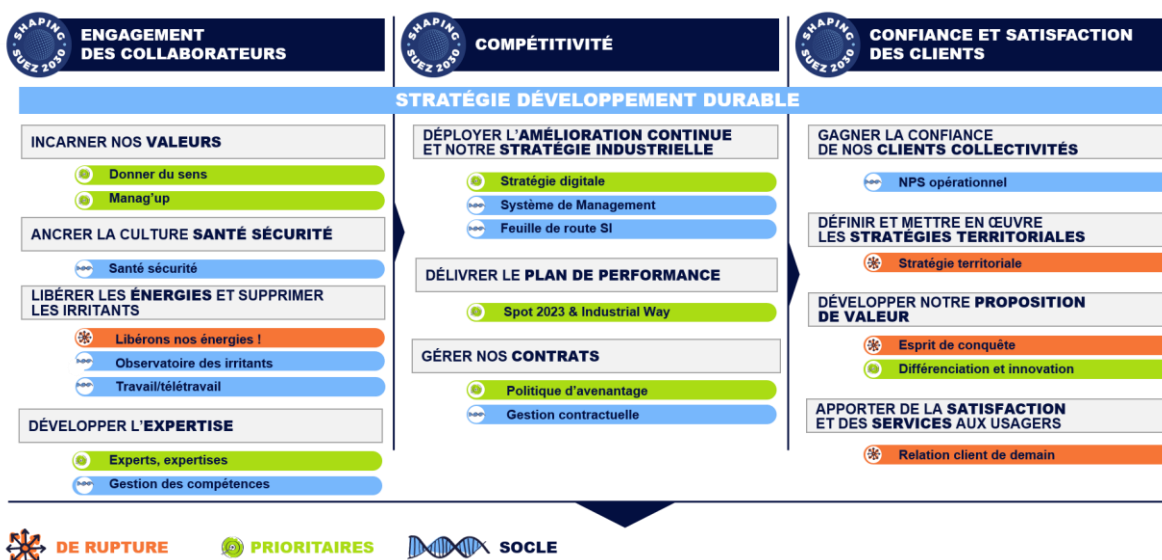 SHAPING SUEZ 2030
ENGAGEMENT
DES COLLABORATEURS
SHAPING SUEZ 2030
COMPÉTITIVITÉ
SHAPING SUEZ 2030
CONFIANCE ET SATISFACTION
DES CLIENTS
STRATÉGIE DÉVELOPPEMENT DURABLE
INCARNER NOS VALEURS
Donner du sens
Manag'up
ANCRER LA CULTURE SANTÉ SÉCURITÉ
Santé sécurité
LIBÉRER LES ÉNERGIES ET SUPPRIMER
LES IRRITANTS
Libérons nos énergies !
Observatoire des irritants
Travail/télétravail
DÉVELOPPER L'EXPERTISE
Experts, expertises
Gestion des compétences
DÉPLOYER L'AMÉLIORATION CONTINUE
ET NOTRE STRATÉGIE INDUSTRIELLE
Stratégie digitale
Système de Management
Feuille de route SI
DÉLIVRER LE PLAN DE PERFORMANCE
Spot 2023 & Industrial Way
GÉRER NOS CONTRATS
Politique d'avenantage
Gestion contractuelle
GAGNER LA CONFIANCE
DE NOS CLIENTS COLLECTIVITÉS
NPS opérationnel
DÉFINIR ET METTRE EN ŒUVRE
LES STRATÉGIES TERRITORIALES
Stratégie territoriale
DÉVELOPPER NOTRE PROPOSITION
DE VALEUR
Esprit de conquête
Différenciation et innovation
APPORTER DE LA SATISFACTION
ET DES SERVICES AUX USAGERS
Relation client de demain
DE RUPTURE
PRIORITAIRES
SOCLE